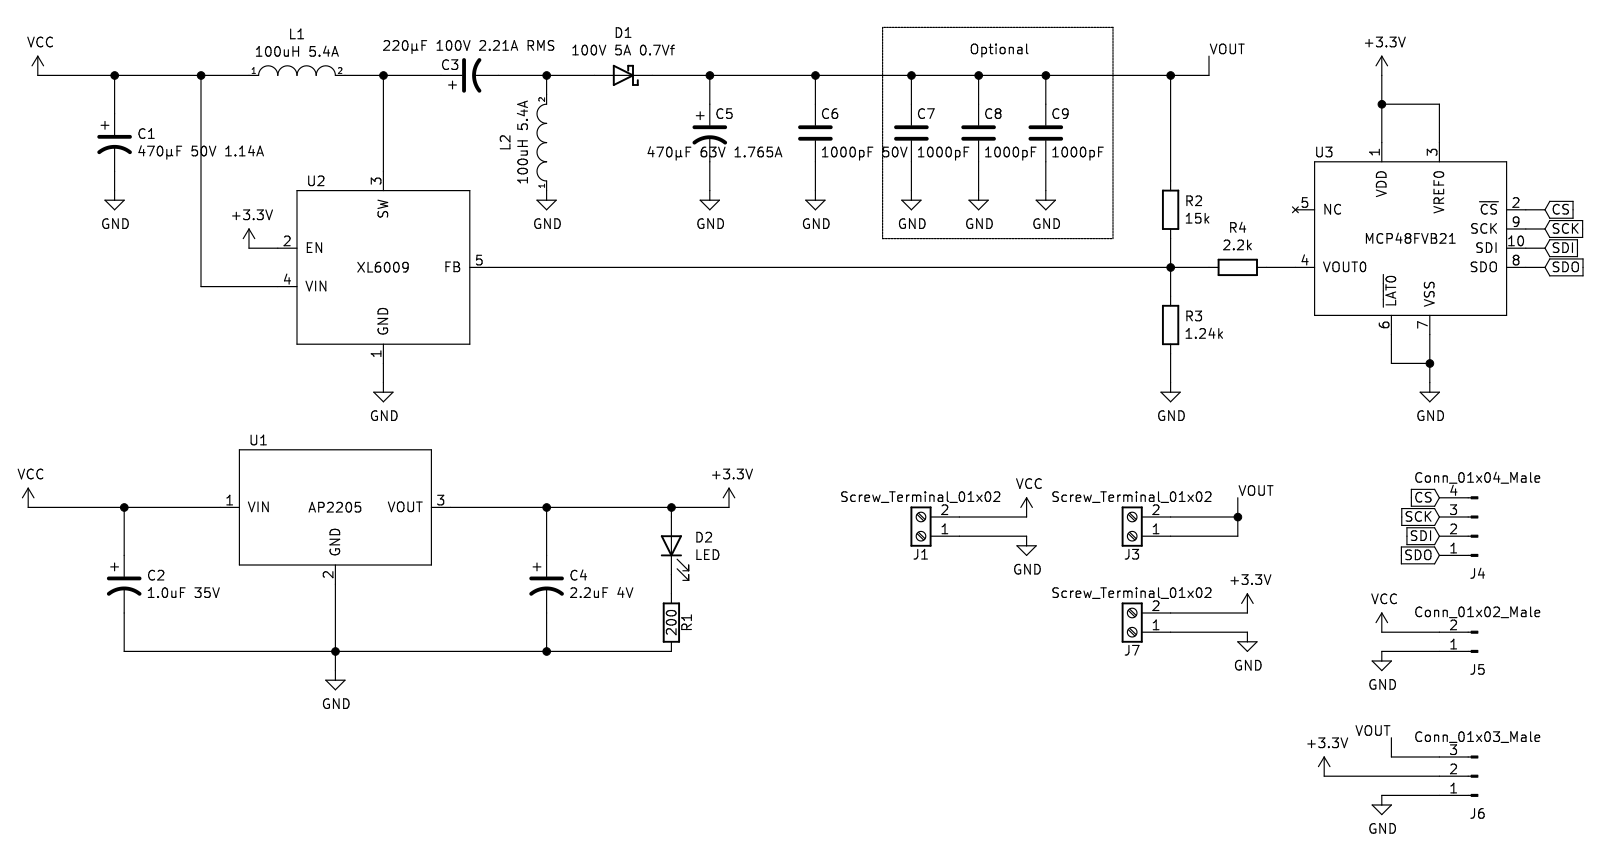 VCC
L1
100uH 5.4A
1
2
220µF 100V 2.21A RMS
C3
+
D1
100V 5A 0.7Vf
Optional
VOUT
+3.3V
+
C1
470µF 50V 1.14A
GND
L2
100uH 5.4A
2
1
GND
+
C5
470µF 63V 1.765A
GND
C6
1000pF 50V
GND
C7
1000pF
GND
C8
1000pF
GND
C9
1000pF
GND
U2
3
SW
+3.3V
2
EN
4
VIN
XL6009
FB
5
GND
1
GND
R2
15k
R4
2.2k
R3
1.24k
GND
U3
1
VDD
3
VREF0
5
NC
MCP48FVB21
4
VOUT0
CS
2
CS
SCK
9
SCK
SDI
10
SDI
SDO
8
SDO
LAT0
6
VSS
7
GND
VCC
U1
1
VIN
AP2205
VOUT
3
GND
2
+3.3V
+
C2
1.0uF 35V
+
C4
2.2uF 4V
D2
LED
200
R1
GND
Screw_Terminal_01x02
VCC
2
1
J1
GND
Screw_Terminal_01x02
VOUT
2
1
J3
Screw_Terminal_01x02
+3.3V
2
1
J7
GND
Conn_01x04_Male
CS
4
SCK
3
SDI
2
SDO
1
J4
VCC
Conn_01x02_Male
2
1
J5
GND
VOUT
Conn_01x03_Male
+3.3V
3
2
1
J6
GND